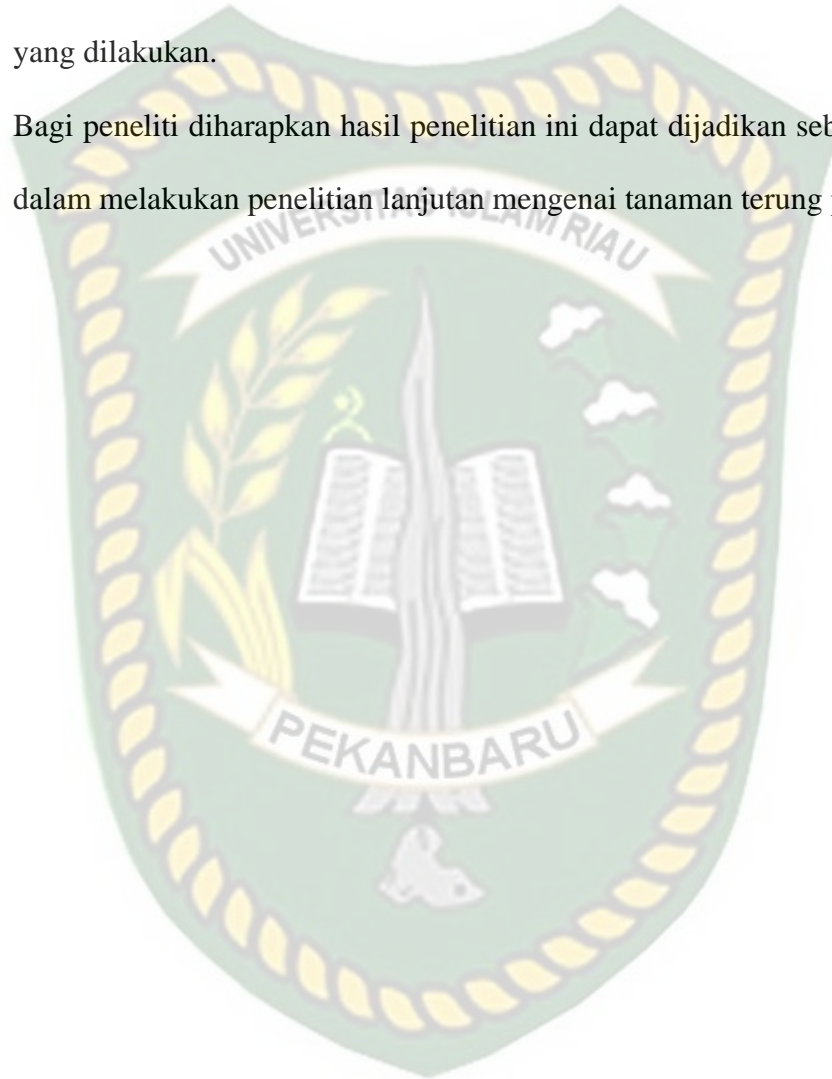 yang dilakukan.
Bagi peneliti diharapkan hasil penelitian ini dapat dijadikan
dalam melakukan penelitian lanjutan mengenai tanaman terung
UNIVERSITAS ISLAM RIAU
PEKANBARU